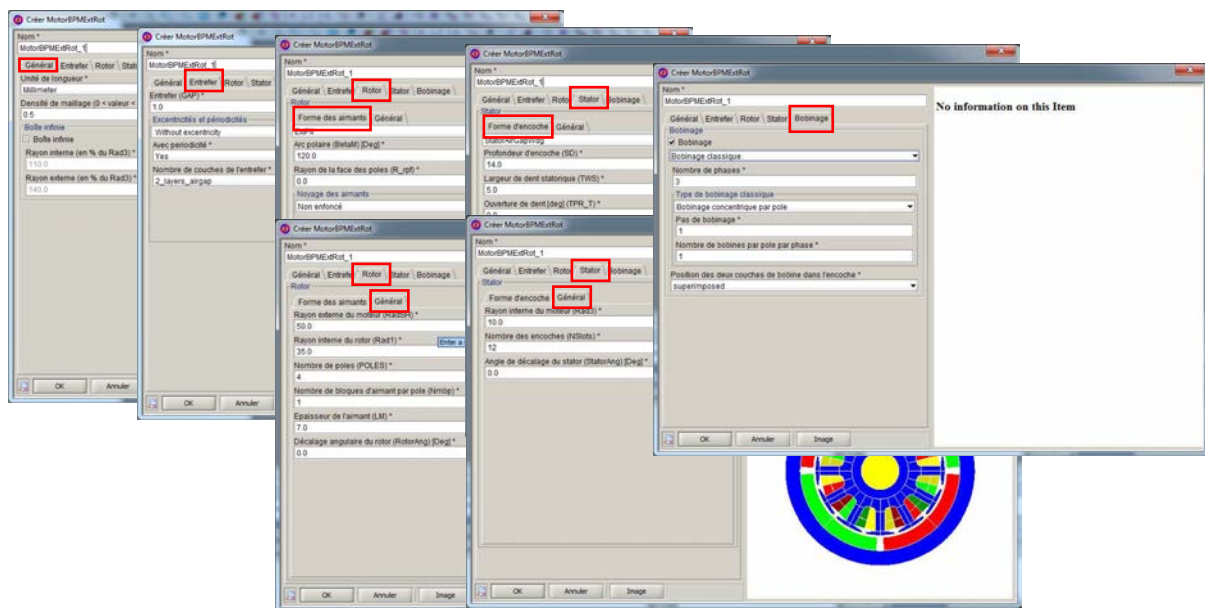 Créer MotorBPMExtRot
Nom *
MotorBPMExtRot_1
Général Entrefer Rotor
Unité de longueur *
Millimeter
Densité de maillage (0 < valeur <
0.5
Boîte infinie
Boîte infinie
Rayon interne (en % du Rad3) *
110.0
Rayon externe (en % du Rad3) *
140.0
OK Annuler
Créer MotorBPMExtRot
Nom *
MotorBPMExtRot_1
Général Entrefer Rotor Stator
Entrefer (GAP) *
1.0
Excentricités et périodicités
Without excentricity
Avec periodicité *
Yes
Nombre de couches de l'entrefer *
2_layers_airgap
OK Annuler
Créer MotorBPMExtRot
Nom *
MotorBPMExtRot_1
Général Entrefer Rotor Stator Bobinage
Rotor
Forme des aimants Général
Arc polaire (BetaM) [Deg] *
120.0
Rayon de la face des poles (R_rpf) *
0.0
Noyage des aimants
Non enfoncé
Créer MotorBPMExtRot
Nom *
MotorBPMExtRot_1
Général Entrefer Rotor Stator Bobinage
Stator
Forme d'encoche Général
Profondeur d'encoche (SD) *
14.0
Largeur de dent statorique (TWS) *
5.0
Ouverture de dent [deg] (TPR_T) *
Créer MotorBPMExtRot
Nom *
MotorBPMExtRot_1
Général Entrefer Rotor Stator Bobinage
Bobinage
Bobinage
Bobinage classique
Nombre de phases *
3
Type de bobinage classique
Bobinage concentrique par pole
Pas de bobinage *
1
Nombre de bobines par pole par phase *
1
Position des deux couches de bobine dans l'encoche *
superimposed
OK Annuler Image
No information on this Item
Créer MotorBPMExtRot
Nom *
MotorBPMExtRot_1
Général Entrefer Rotor Stator Bobinage
Rotor
Forme des aimants Général
Rayon externe du moteur *
50.0
Rayon interne du rotor (Rad1) *
Enter a
35.0
Nombre de poles (POLES) *
4
Nombre de bloques d'aimant par pole (Nmbp) *
1
Epaisseur de l'aimant (LM) *
7.0
Décalage angulaire du rotor (RotorAng) [Deg] *
0.0
OK Annuler Image
Créer MotorBPMExtRot
Nom *
MotorBPMExtRot_1
Général Entrefer Rotor Stator Bobinage
Stator
Forme d'encoche Général
Rayon interne du moteur (Rad3) *
10.0
Nombre des encoches (NSlots) *
12
Angle de décalage du stator (StatorAng) [Deg] *
0.0
OK Annuler Image